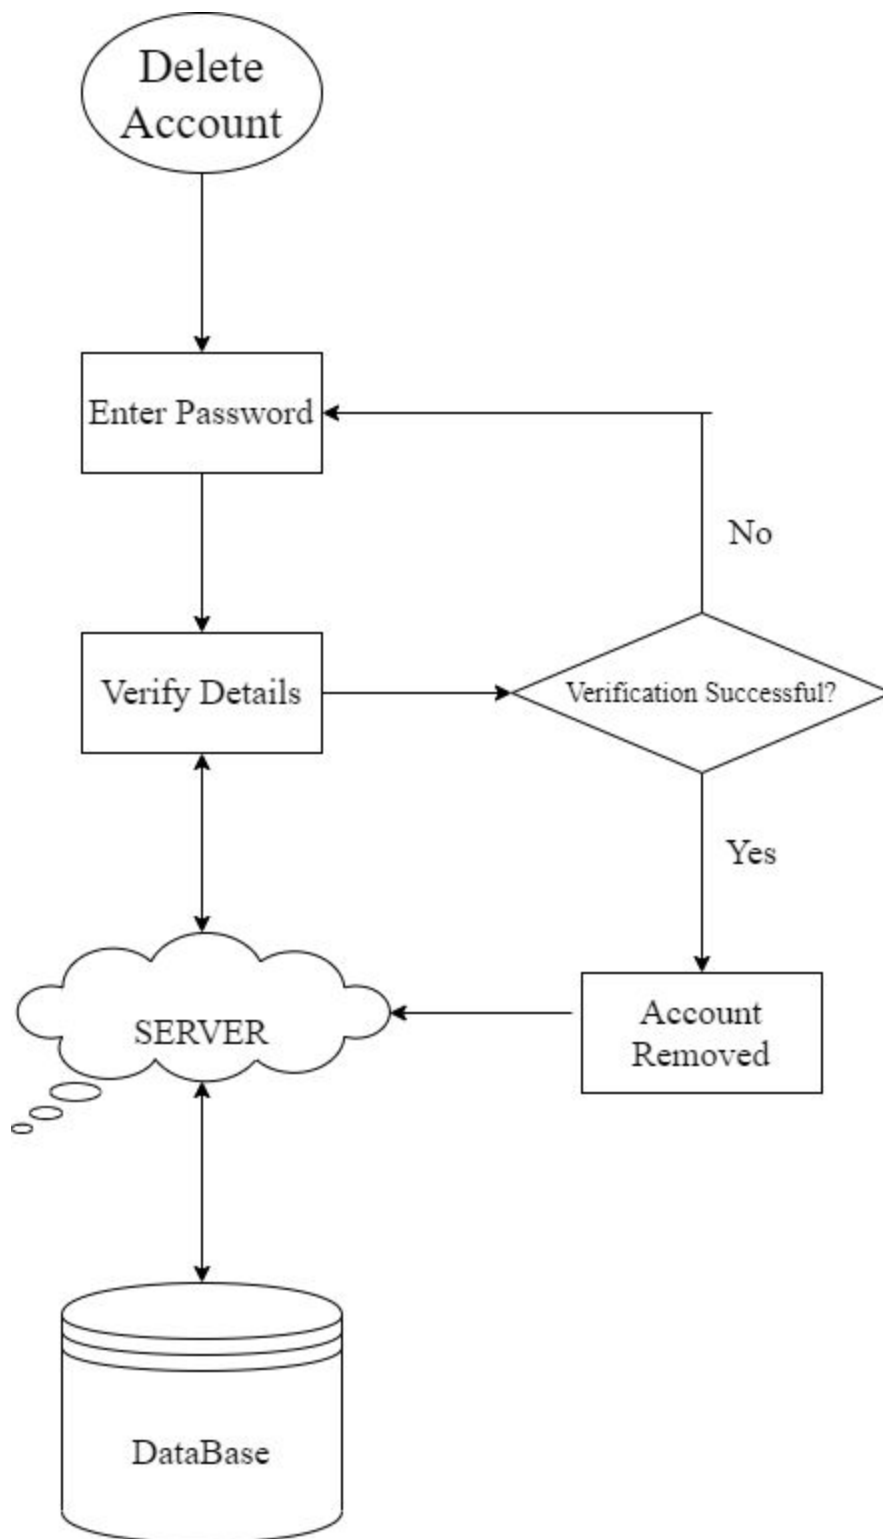 Delete
Account
Enter Password
No
Verify Details
Verification Successful?
Yes
SERVER
Account
Removed
DataBase